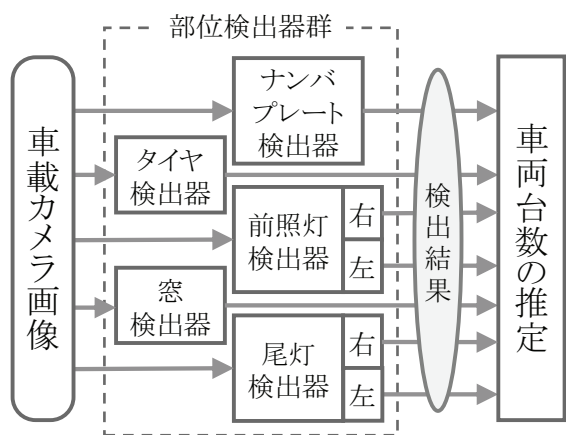 部位検出器群
車載カメラ画像
ナンバ
プレート
検出器
タイヤ
検出器
前照灯
検出器
右
左
窓
検出器
尾灯
検出器
右
左
検出結果
車両台数の推定